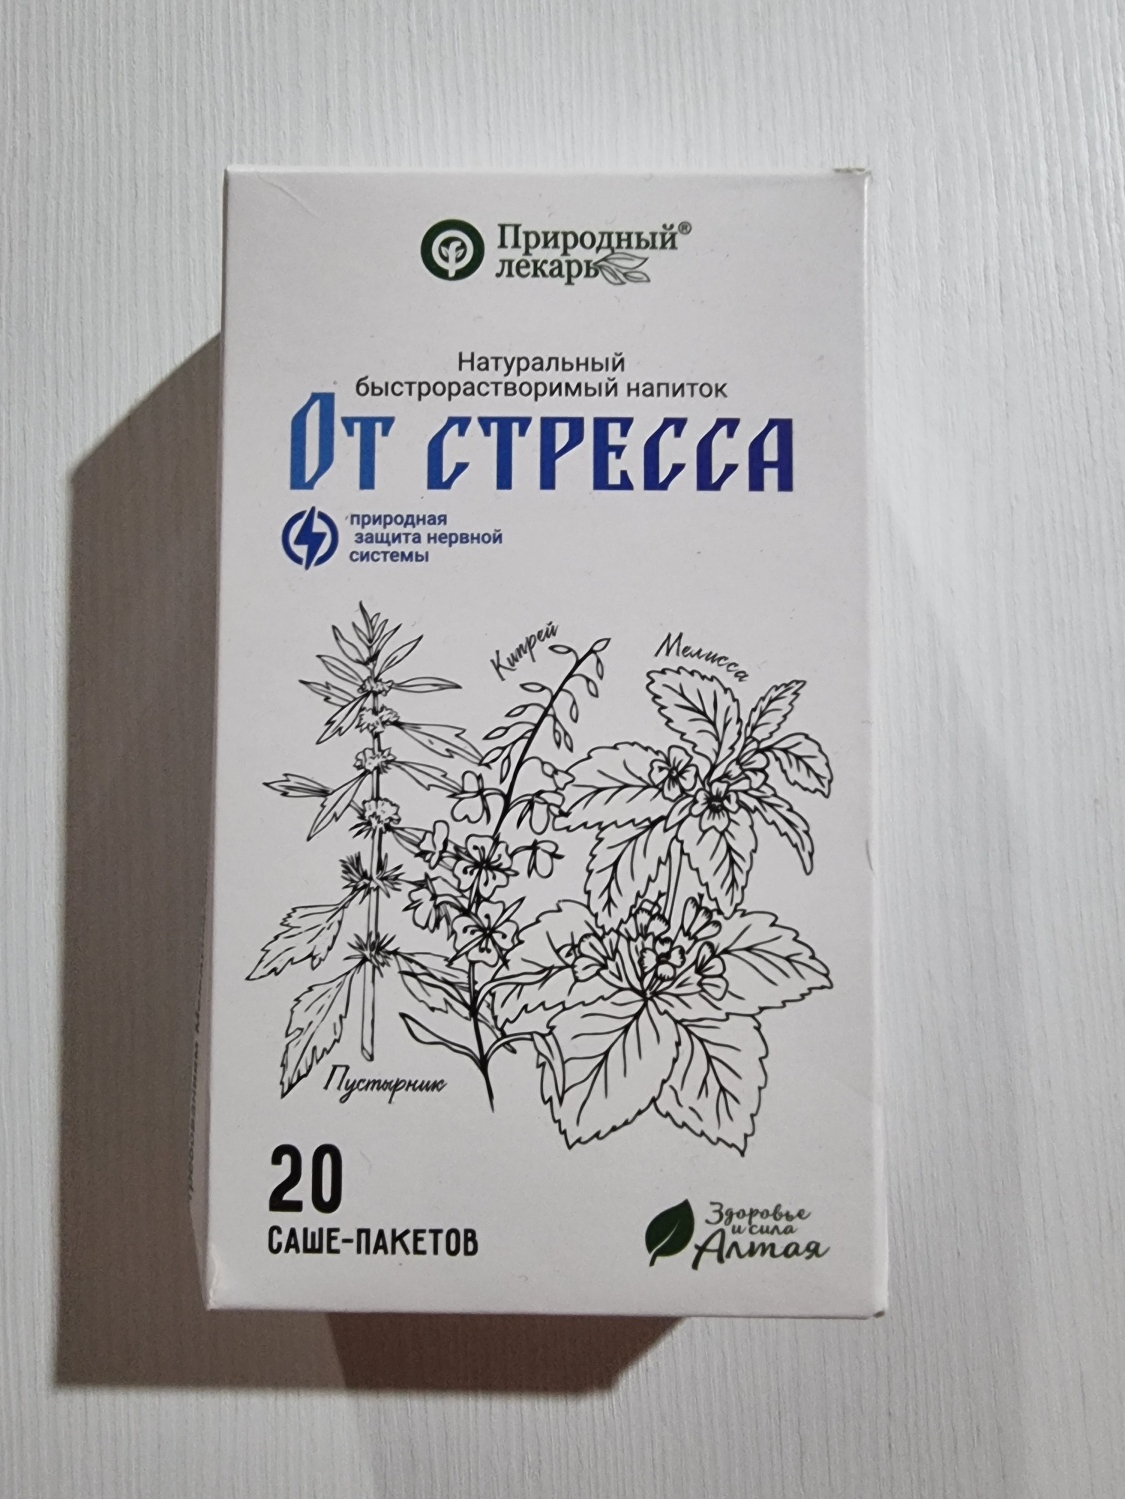 Природный®
лекарь
Натуральный
быстрорастворимый напиток
От стресса
природная
защита нервной
системы
Кипрей
Мелисса
Пустырник
20
САШЕ-ПАКЕТОВ
Здоровье
и сила
Алтая